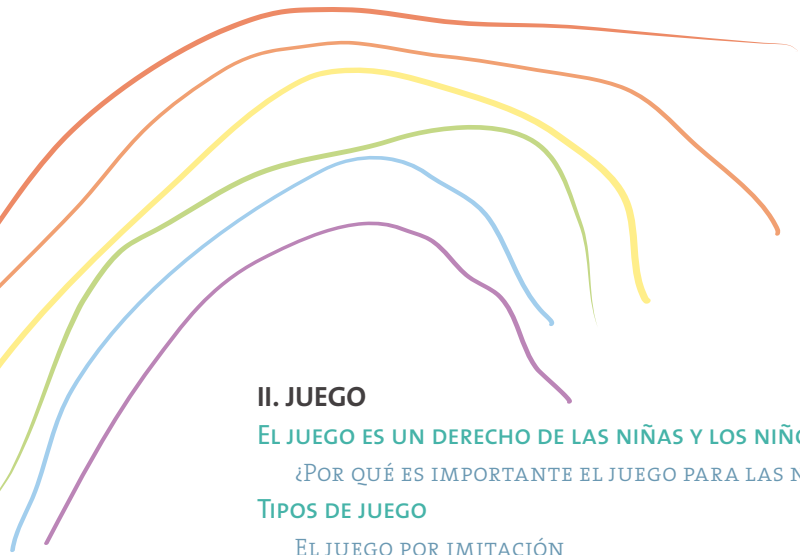 II. JUEGO
EL JUEGO ES UN DERECHO DE LAS NIÑAS Y LOS
¿POR QUÉ ES IMPORTANTE EL JUEGO PARA LAS
TIPOS DE JUEGO
EL JUEGO POR IMITACIÓN